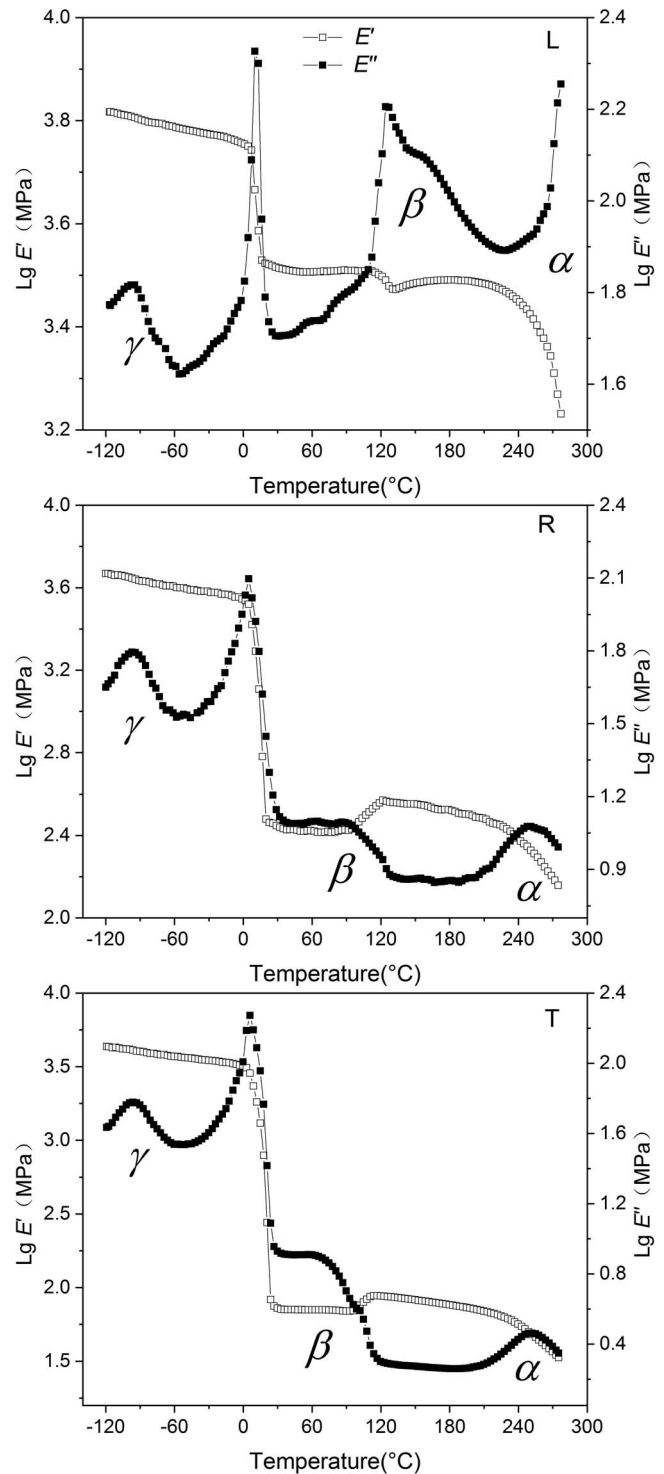 4.0
2.4
E'
E''
L
3.8
2.2
3.6
2.0
β
Lg E'（MPa）
Lg E''（MPa）
γ
α
3.4
1.8
3.2
1.6
-120 -60 0 60 120 180 240 300
Temperature(°C)
4.0
2.4
R
3.6
2.1
3.2
1.8
γ
Lg E'（MPa）
Lg E''（MPa）
2.8
1.5
2.4
1.2
β
α
0.9
2.0
-120 -60 0 60 120 180 240 300
Temperature(°C)
4.0
2.4
T
3.5
2.0
3.0
1.6
γ
Lg E'（MPa）
Lg E''（MPa）
2.5
1.2
2.0
0.8
β
α
1.5
0.4
-120 -60 0 60 120 180 240 300
Temperature(°C)